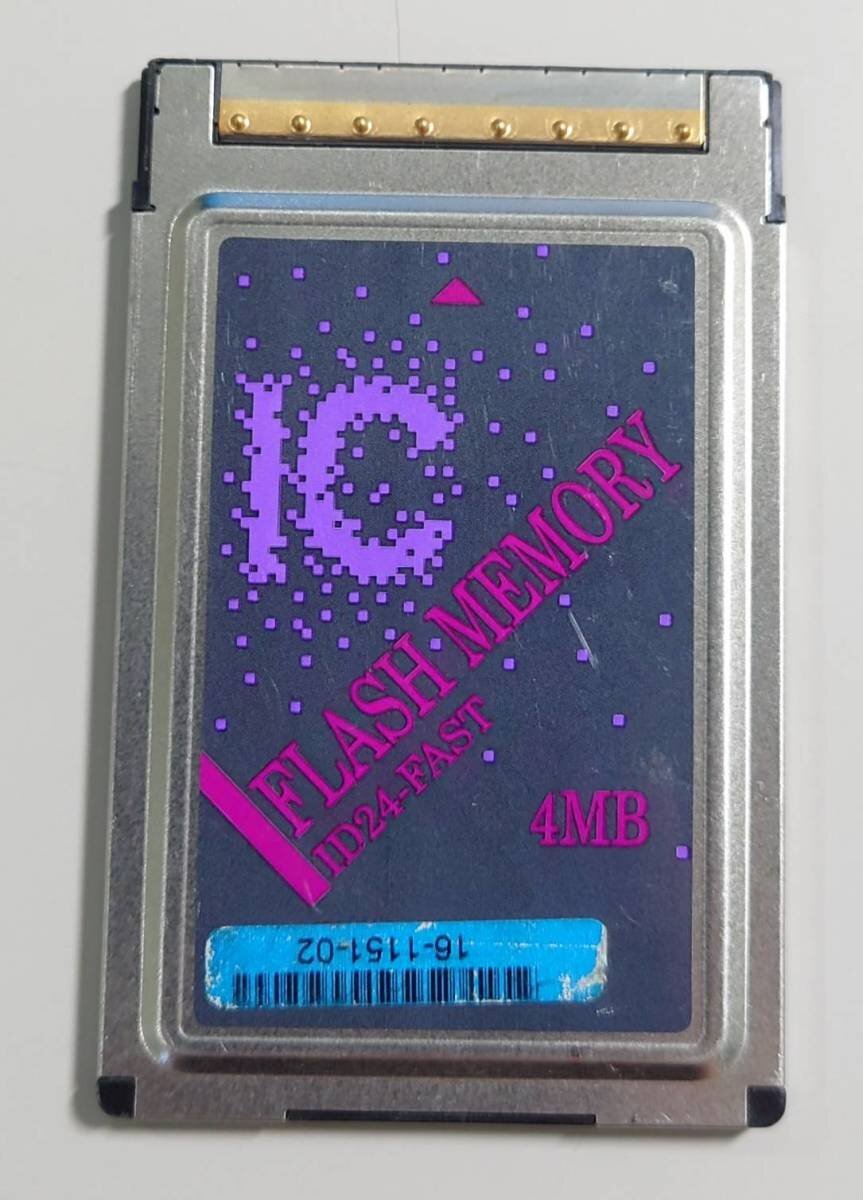 IC
FLASH MEMORY
ID24-FAST
4MB
16-1151-02